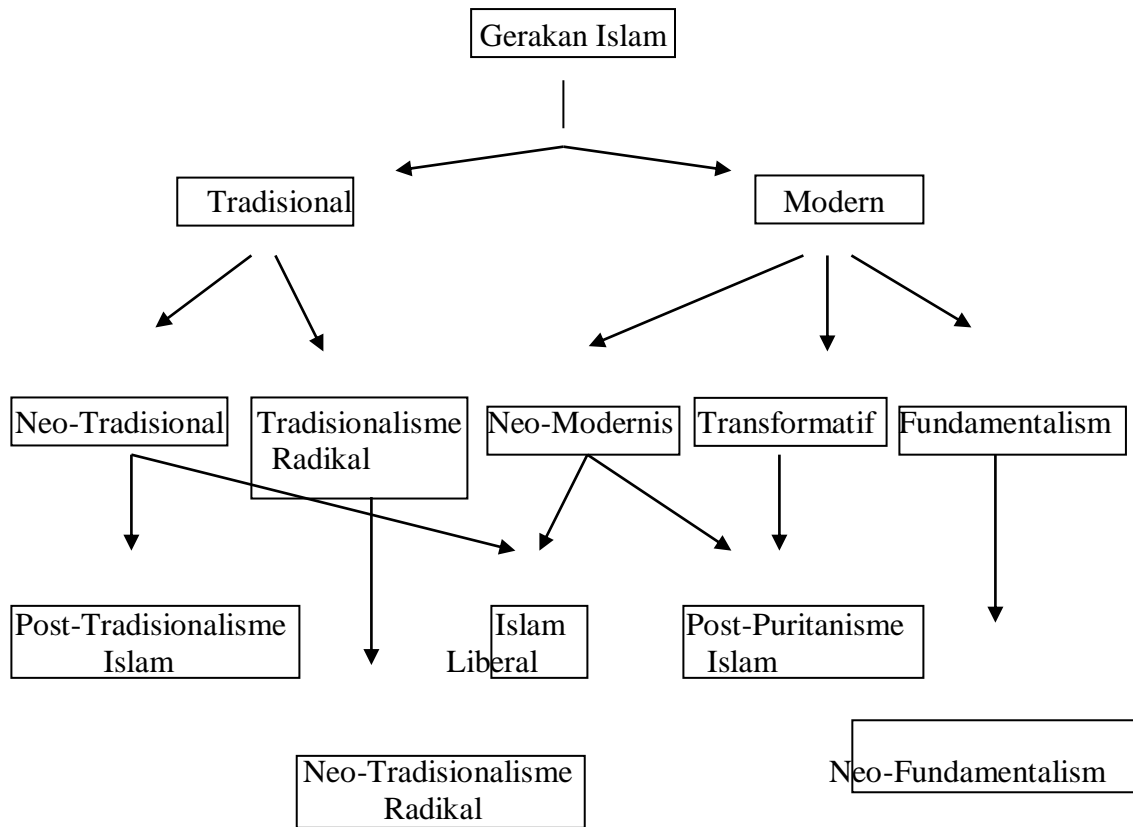 Gerakan Islam
Tradisional
Modern
Neo-Tradisional
Tradisionalisme
Radikal
Neo-Modernis
Transformatif
Fundamentalism
Post-Tradisionalisme
Islam
Islam
Liberal
Post-Puritanisme
Islam
Neo-Tradisionalisme
Radikal
Neo-Fundamentalism